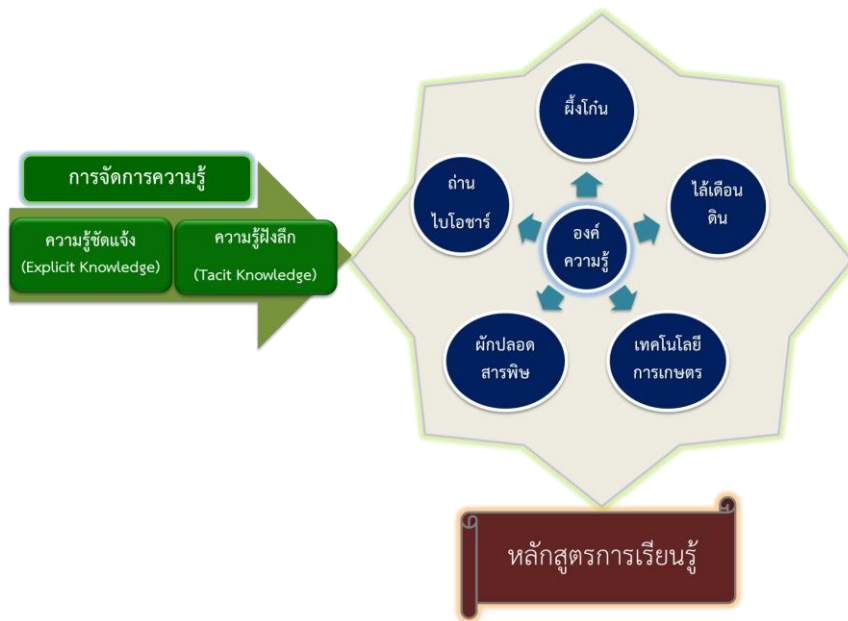 การจัดการความรู้
ความรู้ชัดแจ้ง
(Explicit Knowledge)
ความรู้ฝังลึก
(Tacit Knowledge)
ผึ้งโก๋น
ถ่าน
ไบโอชาร์
ไส้เดือน
ดิน
องค์
ความรู้
ผักปลอด
สารพิษ
เทคโนโลยี
การเกษตร
หลักสูตรการเรียนรู้